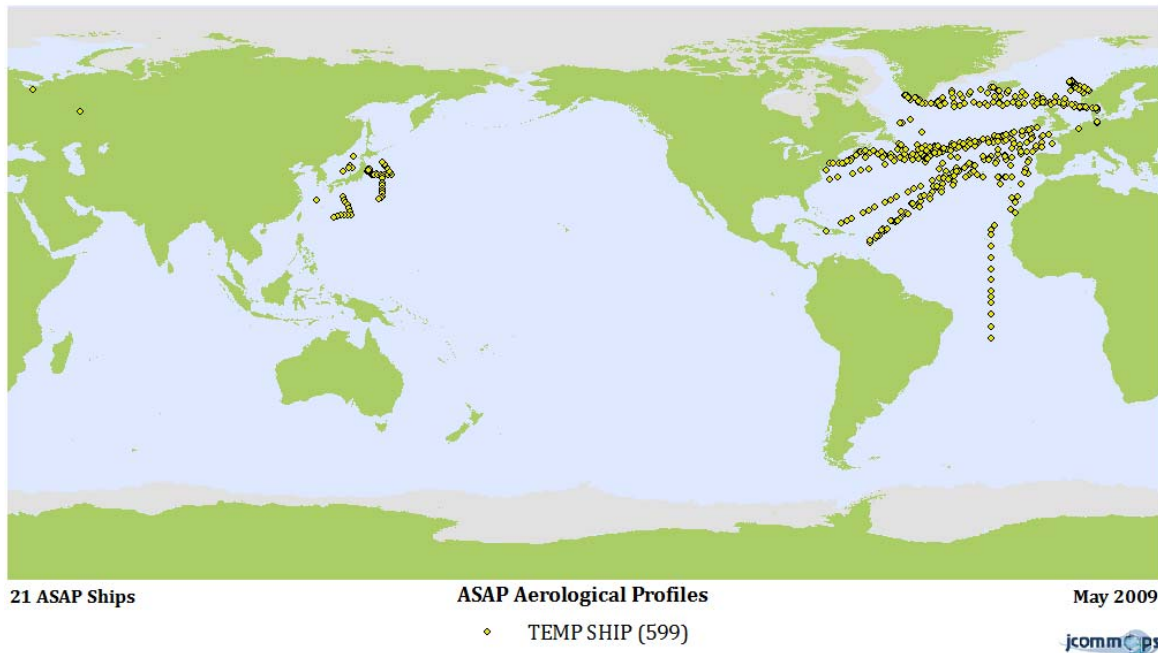 21 ASAP Ships
ASAP Aerological Profiles
May 2009
TEMP SHIP (599)
jcommops